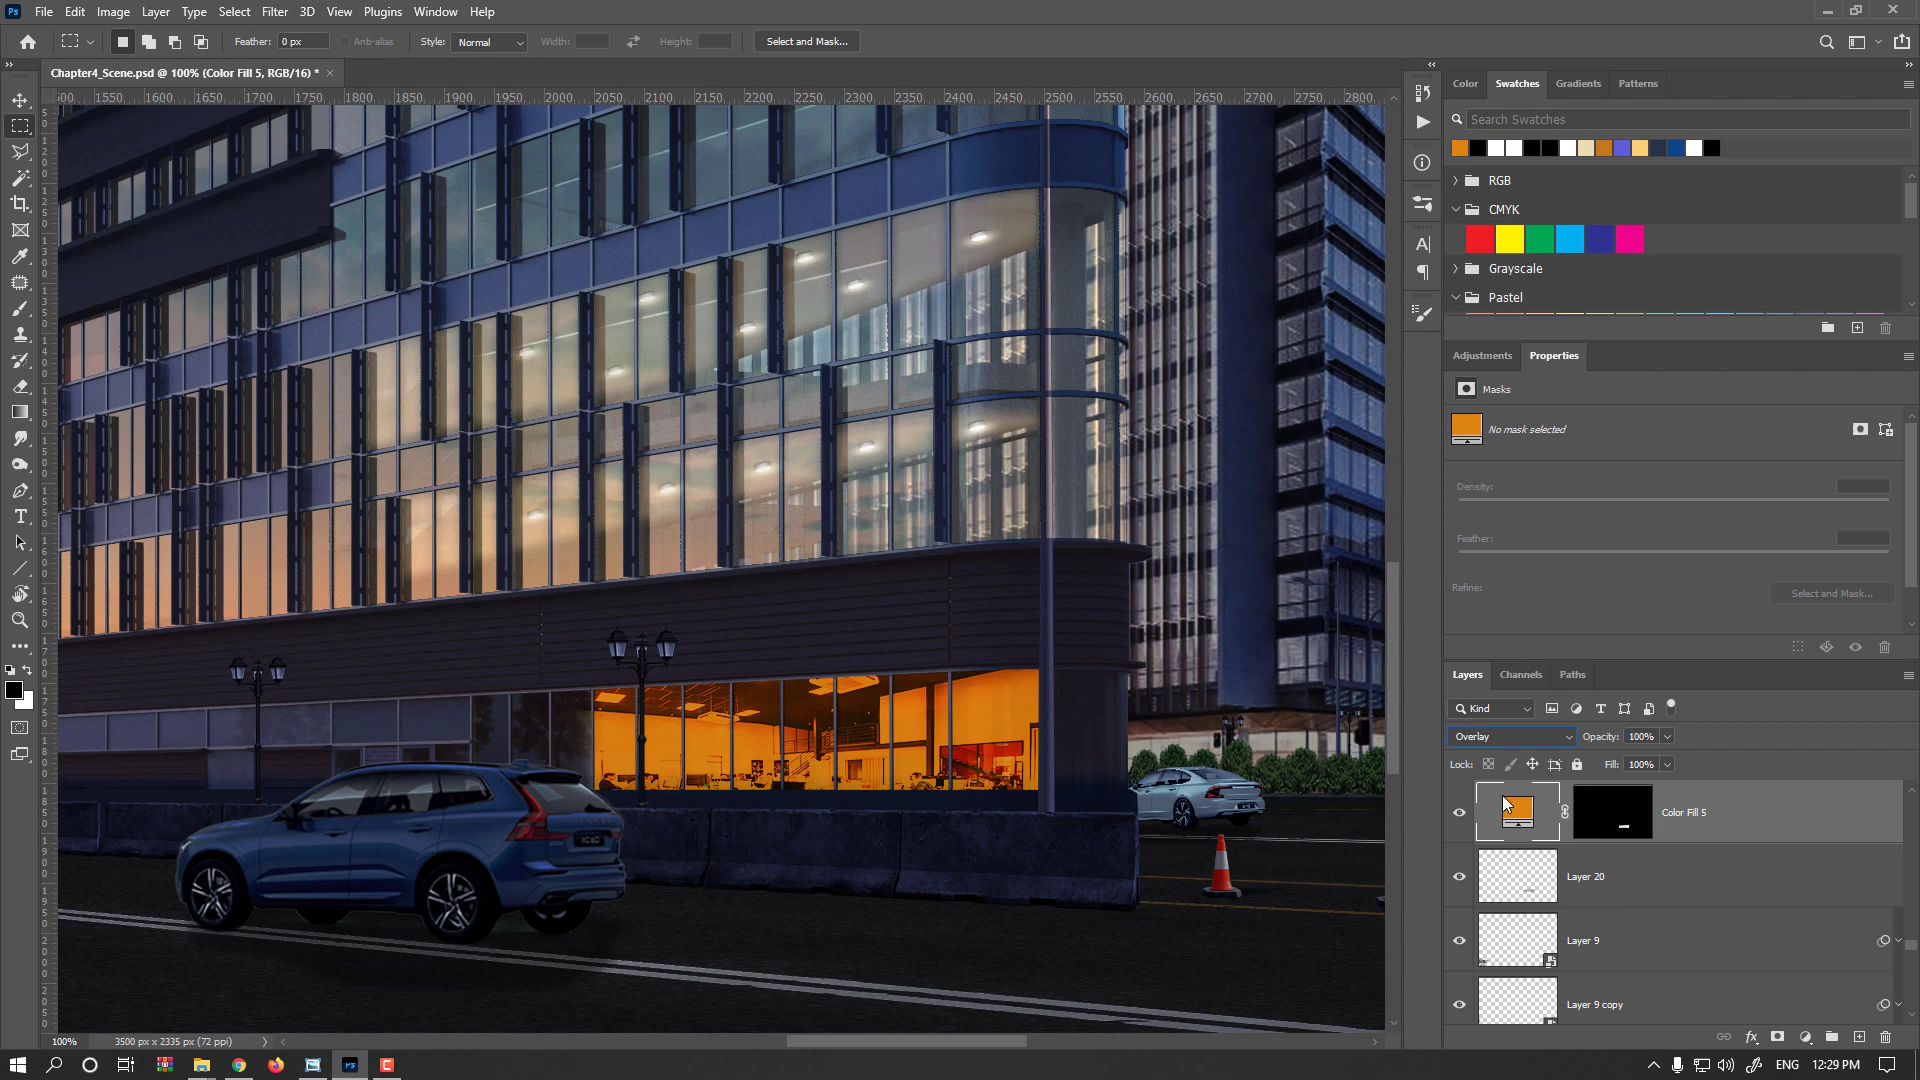 Ps File Edit Image Layer Type Select Filter 3D View Plugins Window Help
Feather: 0 px Anti-alias Style: Normal Width: Height: Select and Mask...
Chapter4_Scene.psd @ 100% (Color Fill 5, RGB/16) * ×
1550 1600 1650 1700 1750 1800 1850 1900 1950 2000 2050 2100 2150 2200 2250 2300 2350 2400 2450 2500 2550 2600 2650 2700 2750 2800
Color Swatches Gradients Patterns
Search Swatches
RGB
CMYK
Grayscale
Pastel
Adjustments Properties
Masks
No mask selected
Density:
Feather:
Refine:
Select and Mask...
Layers Channels Paths
Kind
Overlay Opacity: 100%
Lock: Fill: 100%
Color Fill 5
Layer 20
Layer 9
Layer 9 copy
fx
XC60
100% 3500 px x 2335 px (72 ppi)
Ps
ENG 12:29 PM